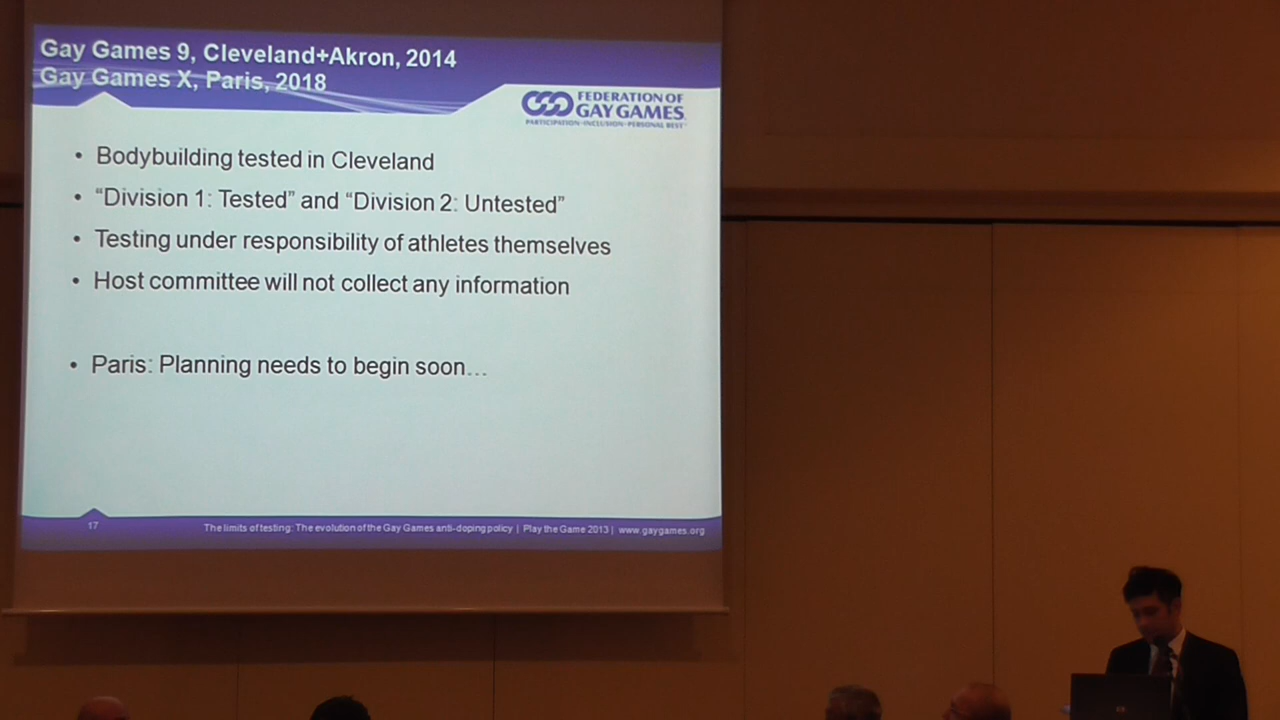 Gay Games 9, Cleveland+Akron, 2014
Gay Games X, Paris, 2018
FEDERATION OF
GAY GAMES
PARTICIPATION•INCLUSION•PERSONAL BEST
• Bodybuilding tested in Cleveland
• “Division 1: Tested” and “Division 2: Untested”
• Testing under responsibility of athletes themselves
• Host committee will not collect any information
• Paris: Planning needs to begin soon…
17
The limits of testing: The evolution of the Gay Games anti-doping policy | Play the Game 2013 | www.gaygames.org